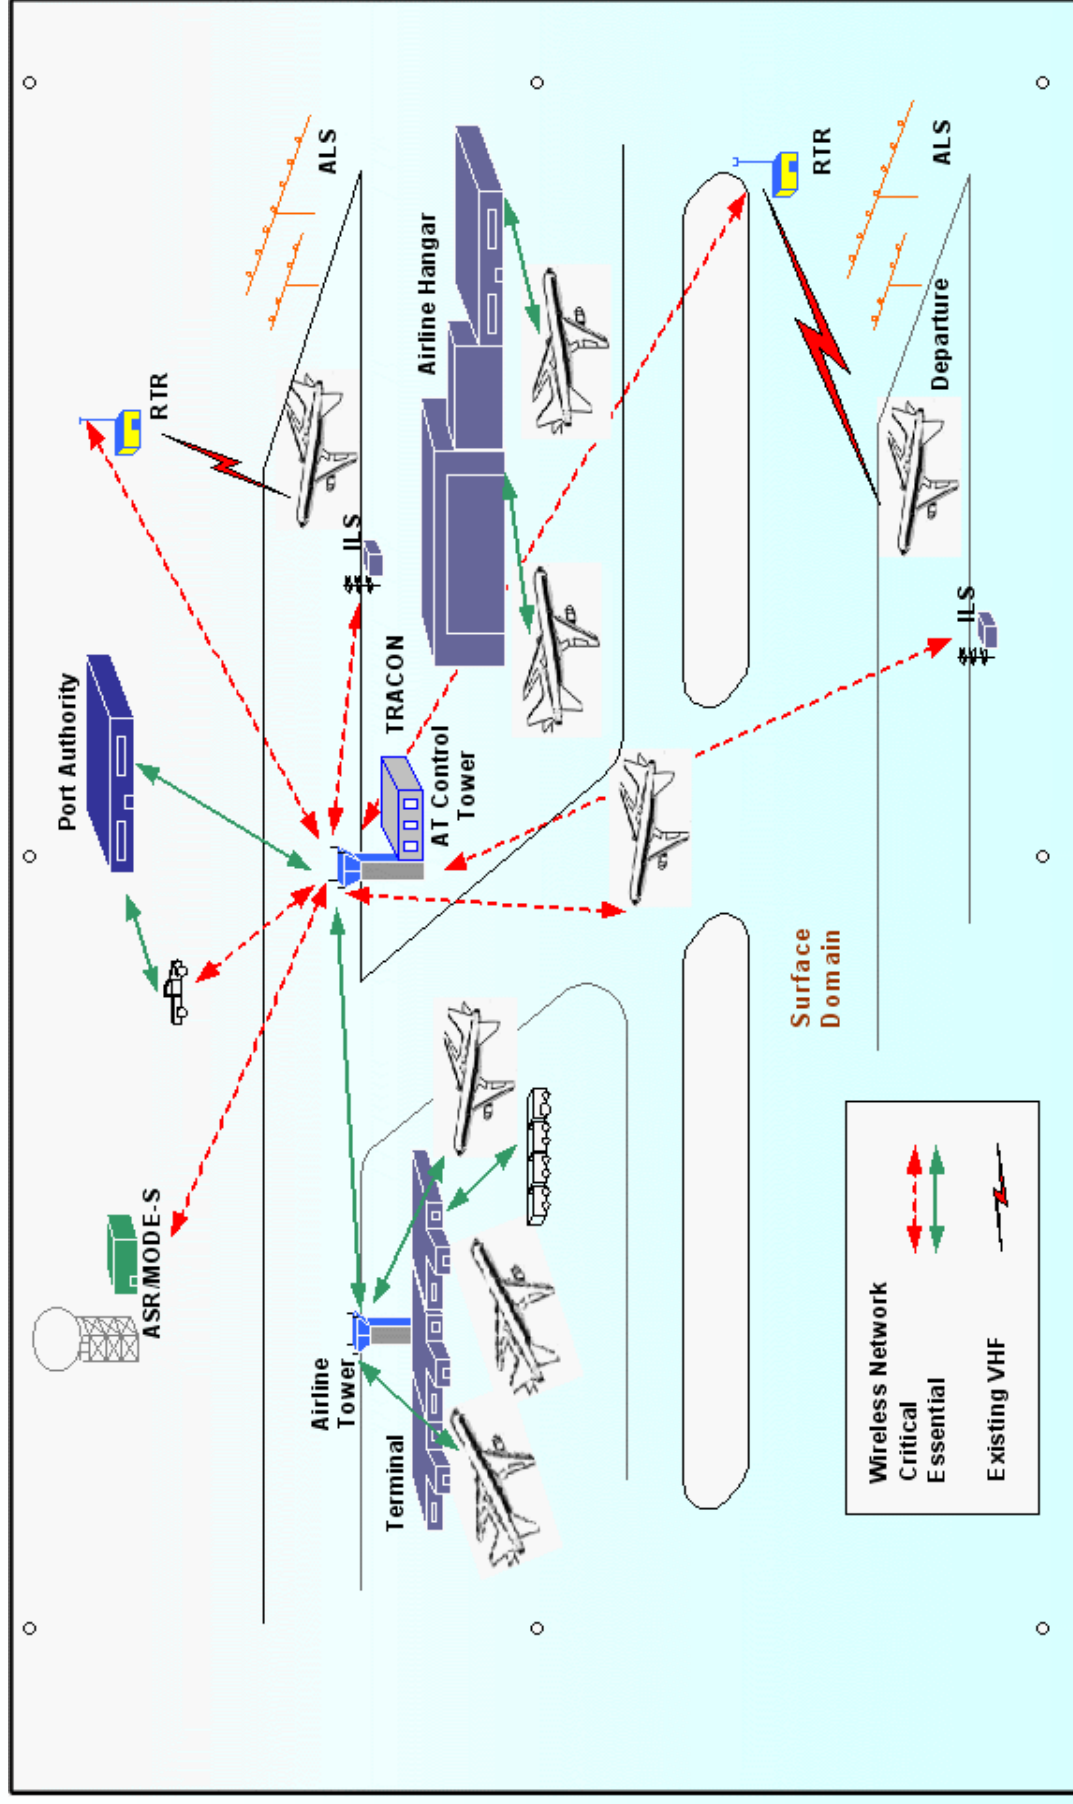 ASR/MODE-S
Port Authority
RTR
ALS
Airline
Tower
ILS
Terminal
TRACON
AT Control
Tower
Airline Hangar
RTR
Surface
Domain
Departure
ALS
ILS
Wireless Network
Critical
Essential
Existing VHF